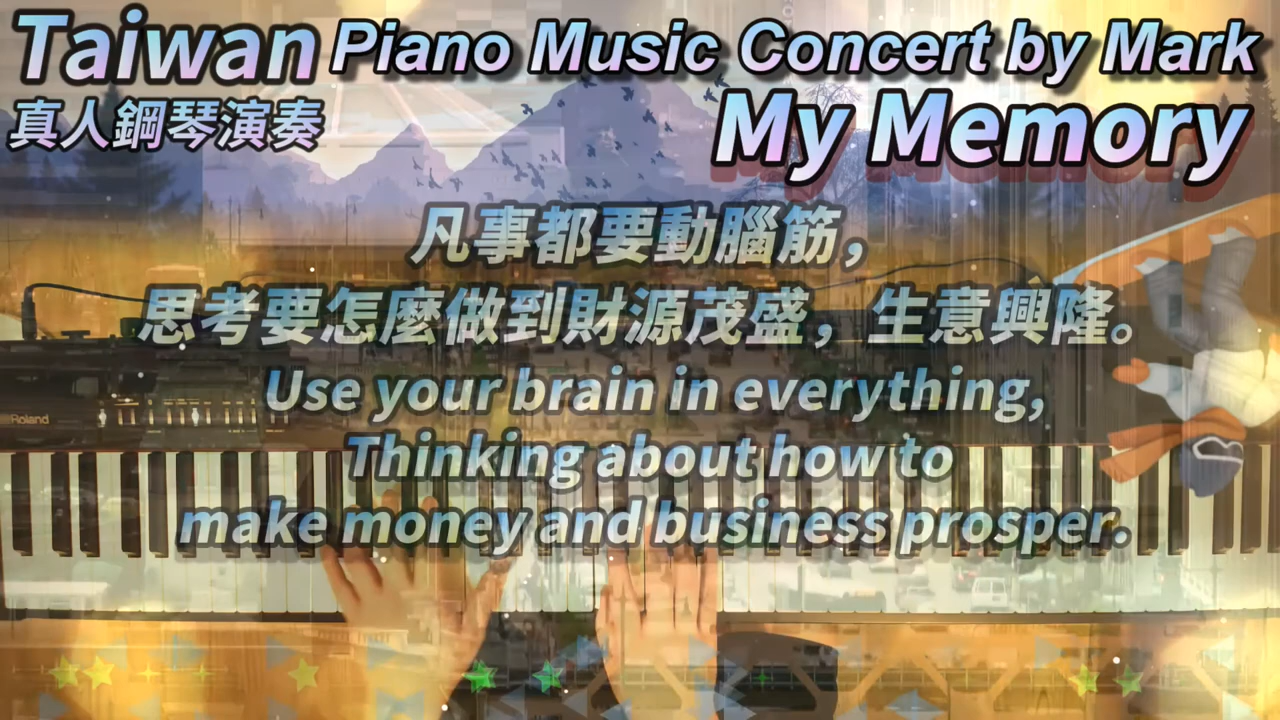 Taiwan Piano Music Concert by Mark
真人鋼琴演奏
My Memory
凡事都要動腦筋，
思考要怎麼做到財源茂盛，生意興隆。
Use your brain in everything,
Thinking about how to
make money and business prosper.
Roland